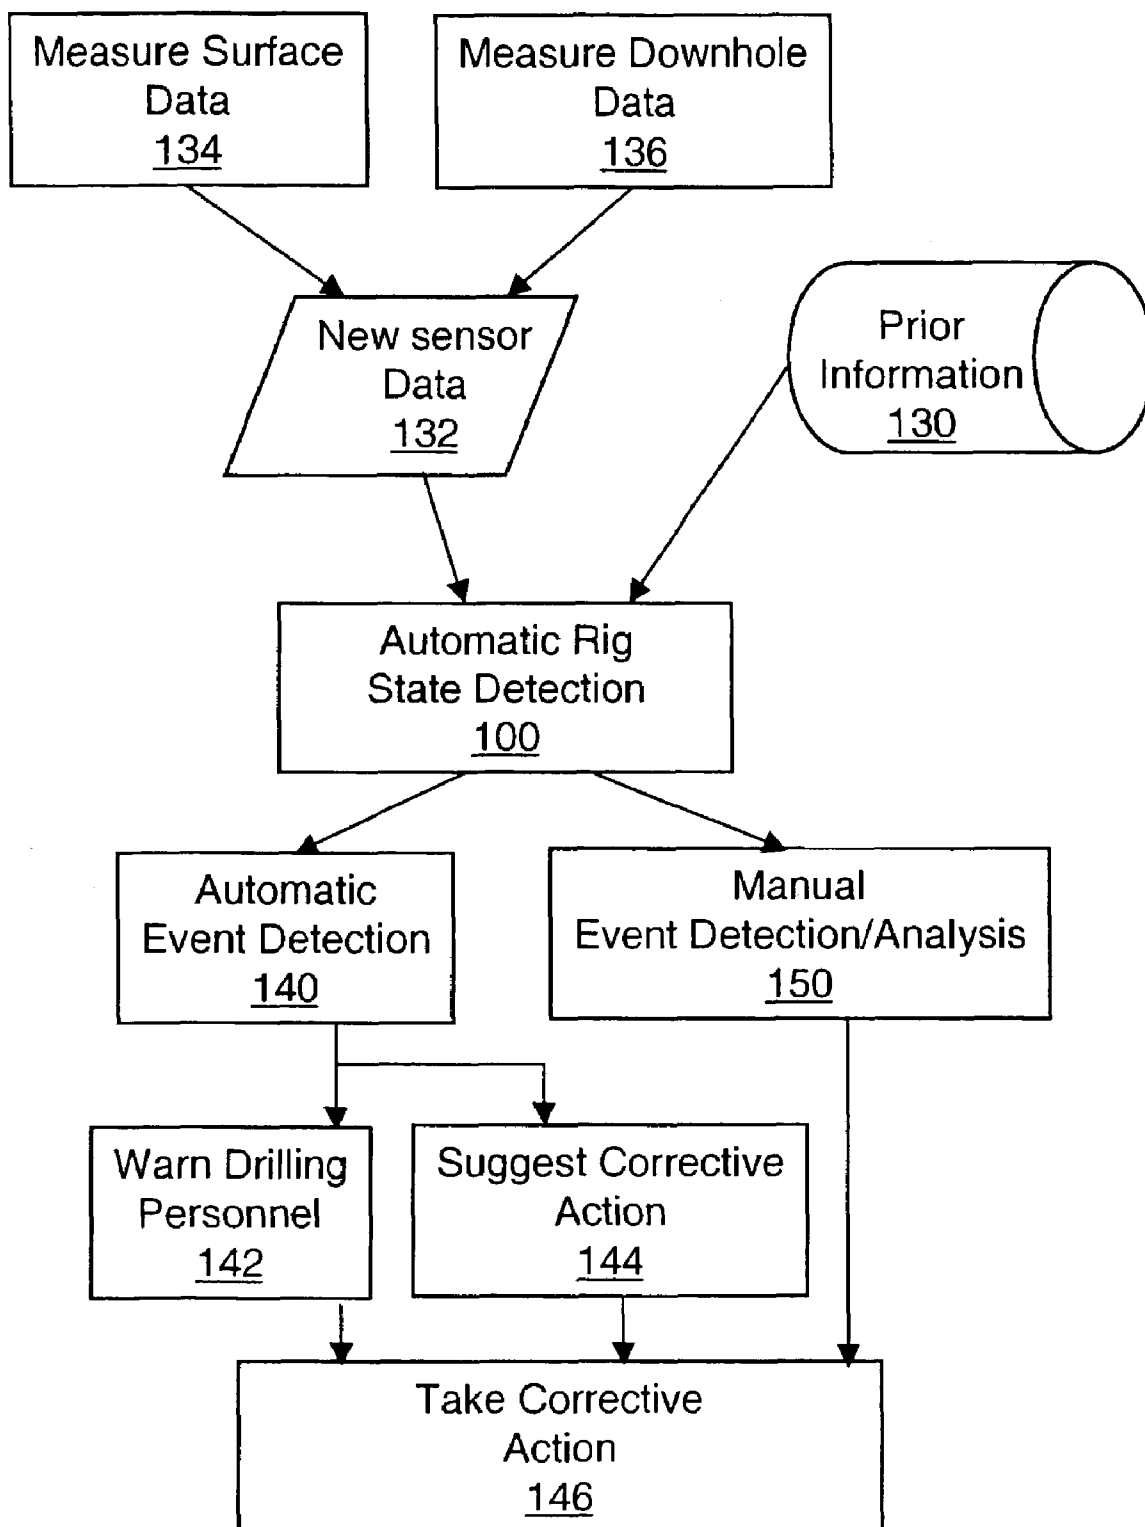 Measure Surface
Data
134
Measure Downhole
Data
136
New sensor
Data
132
Prior
Information
130
Automatic Rig
State Detection
100
Automatic
Event Detection
140
Manual
Event Detection/Analysis
150
Warn Drilling
Personnel
142
Suggest Corrective
Action
144
Take Corrective
Action
146